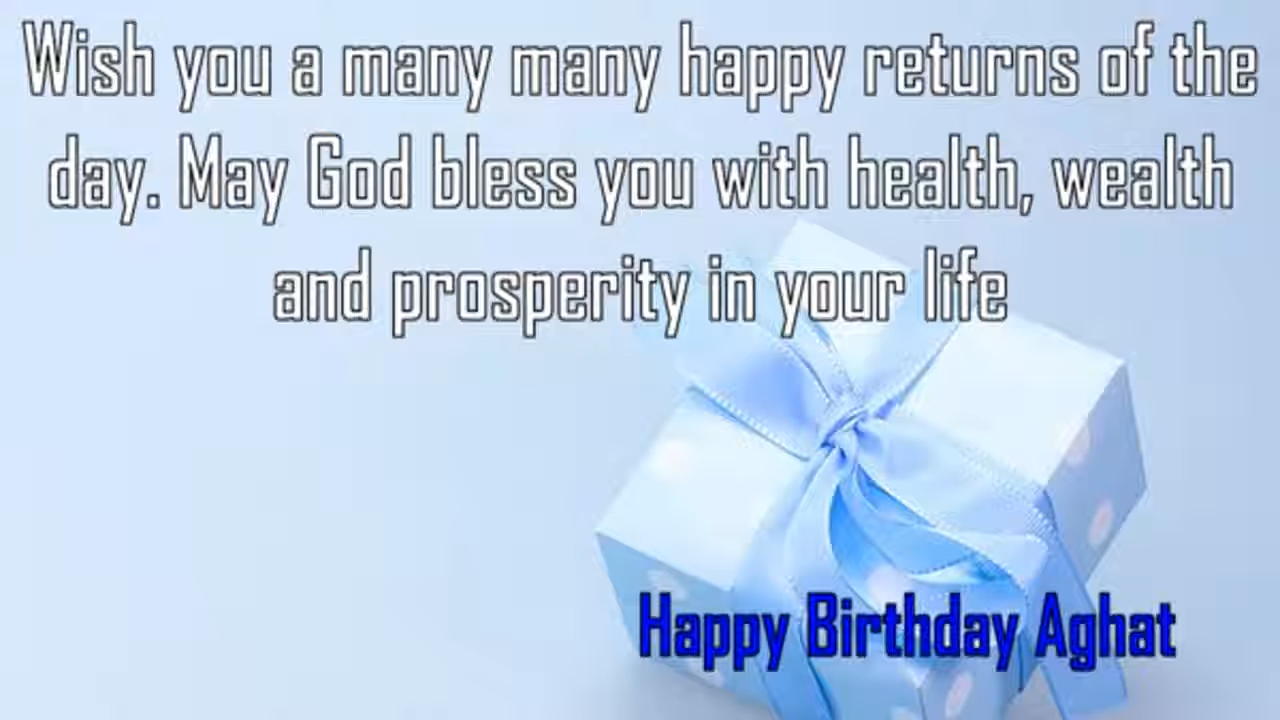 Wish you a many many happy returns of the
day. May God bless you with health, wealth
and prosperity in your life
Happy Birthday Aghat